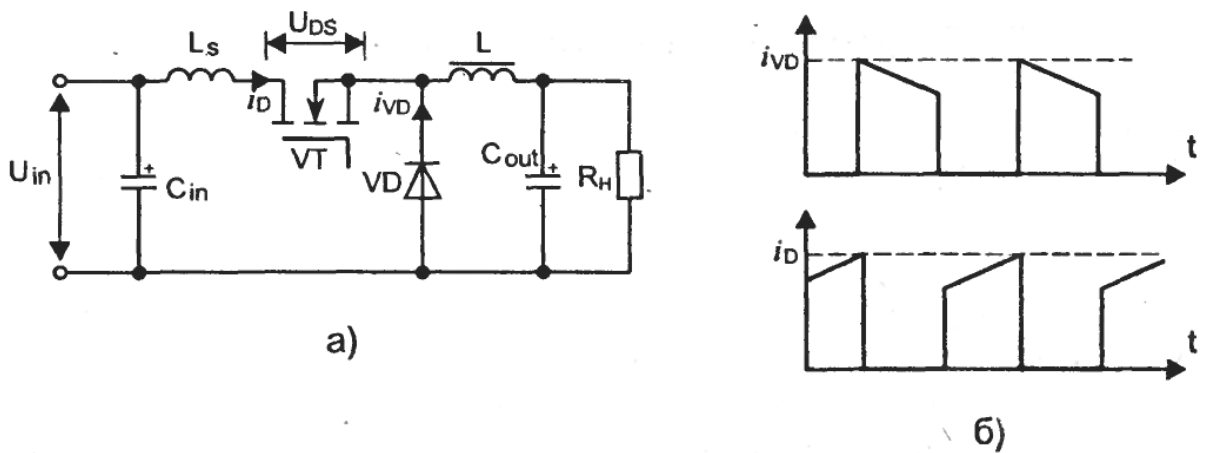 U_DS
L_s
L
i_D
i_VD
VT
U_in
C_in
VD
C_out
R_H
а)
i_VD
t
i_D
t
б)